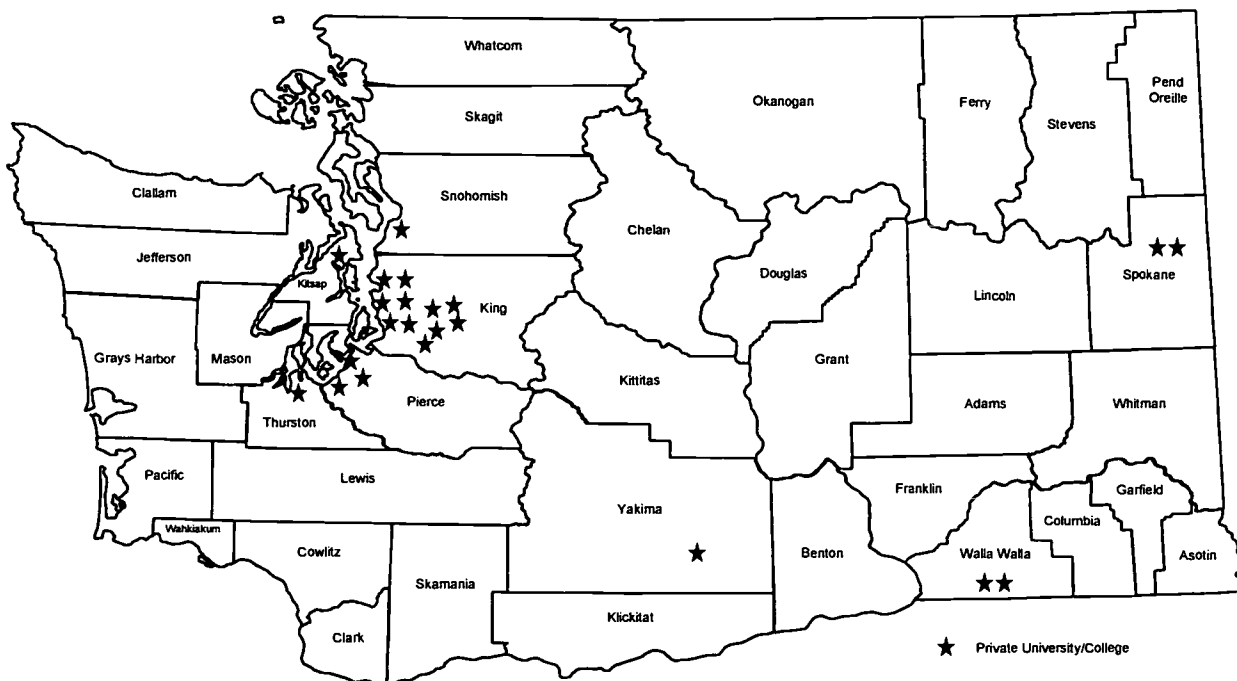 Whatcom
Okanogan
Ferry
Stevens
Pend
Oreille
Skagit
Clallam
Snohomish
Chelan
Jefferson
Douglas
Spokane
Kitsap
King
Lincoln
Grays Harbor
Mason
Grant
Kittitas
Pierce
Adams
Whitman
Thurston
Pacific
Lewis
Yakima
Franklin
Garfield
Columbia
Wahkiakum
Cowlitz
Benton
Walla Walla
Asotin
Skamania
Klickitat
Clark
Private University/College